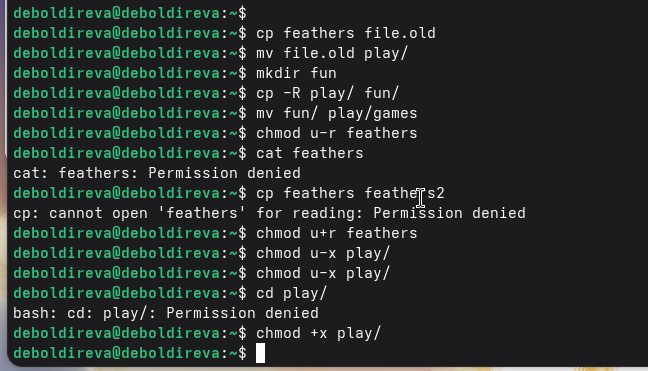 deboldireva@deboldireva:~$
deboldireva@deboldireva:~$ cp feathers file.old
deboldireva@deboldireva:~$ mv file.old play/
deboldireva@deboldireva:~$ mkdir fun
deboldireva@deboldireva:~$ cp -R play/ fun/
deboldireva@deboldireva:~$ mv fun/ play/games
deboldireva@deboldireva:~$ chmod u-r feathers
deboldireva@deboldireva:~$ cat feathers
cat: feathers: Permission denied
deboldireva@deboldireva:~$ cp feathers feathers2
cp: cannot open 'feathers' for reading: Permission denied
deboldireva@deboldireva:~$ chmod u+r feathers
deboldireva@deboldireva:~$ chmod u-x play/
deboldireva@deboldireva:~$ chmod u-x play/
deboldireva@deboldireva:~$ cd play/
bash: cd: play/: Permission denied
deboldireva@deboldireva:~$ chmod +x play/
deboldireva@deboldireva:~$